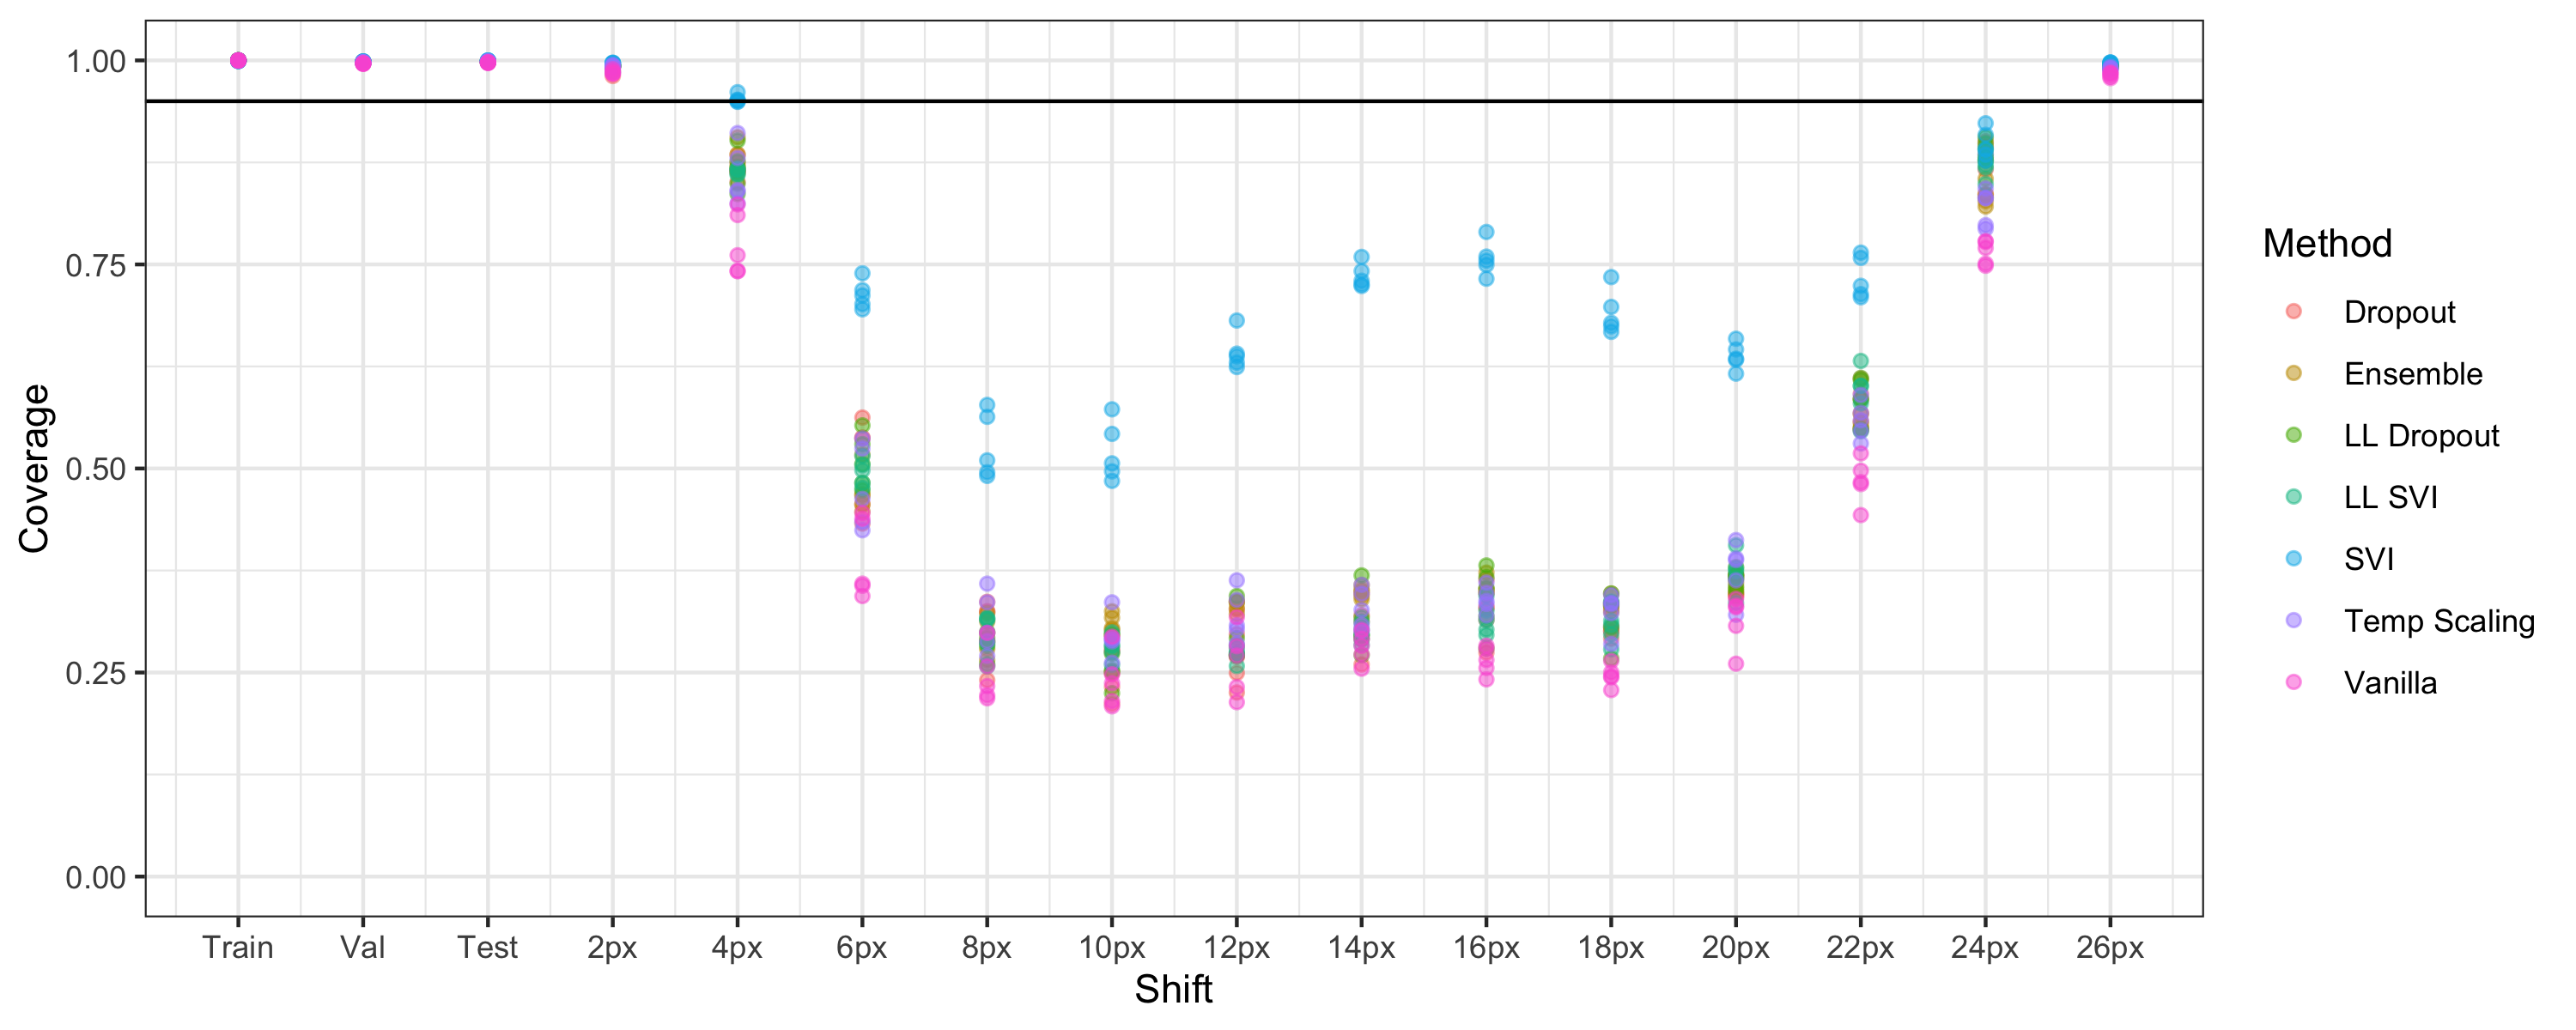 1.00
0.75
0.50
0.25
0.00
Coverage
Train Val Test 2px 4px 6px 8px 10px 12px 14px 16px 18px 20px 22px 24px 26px
Shift
Method
Dropout
Ensemble
LL Dropout
LL SVI
SVI
Temp Scaling
Vanilla